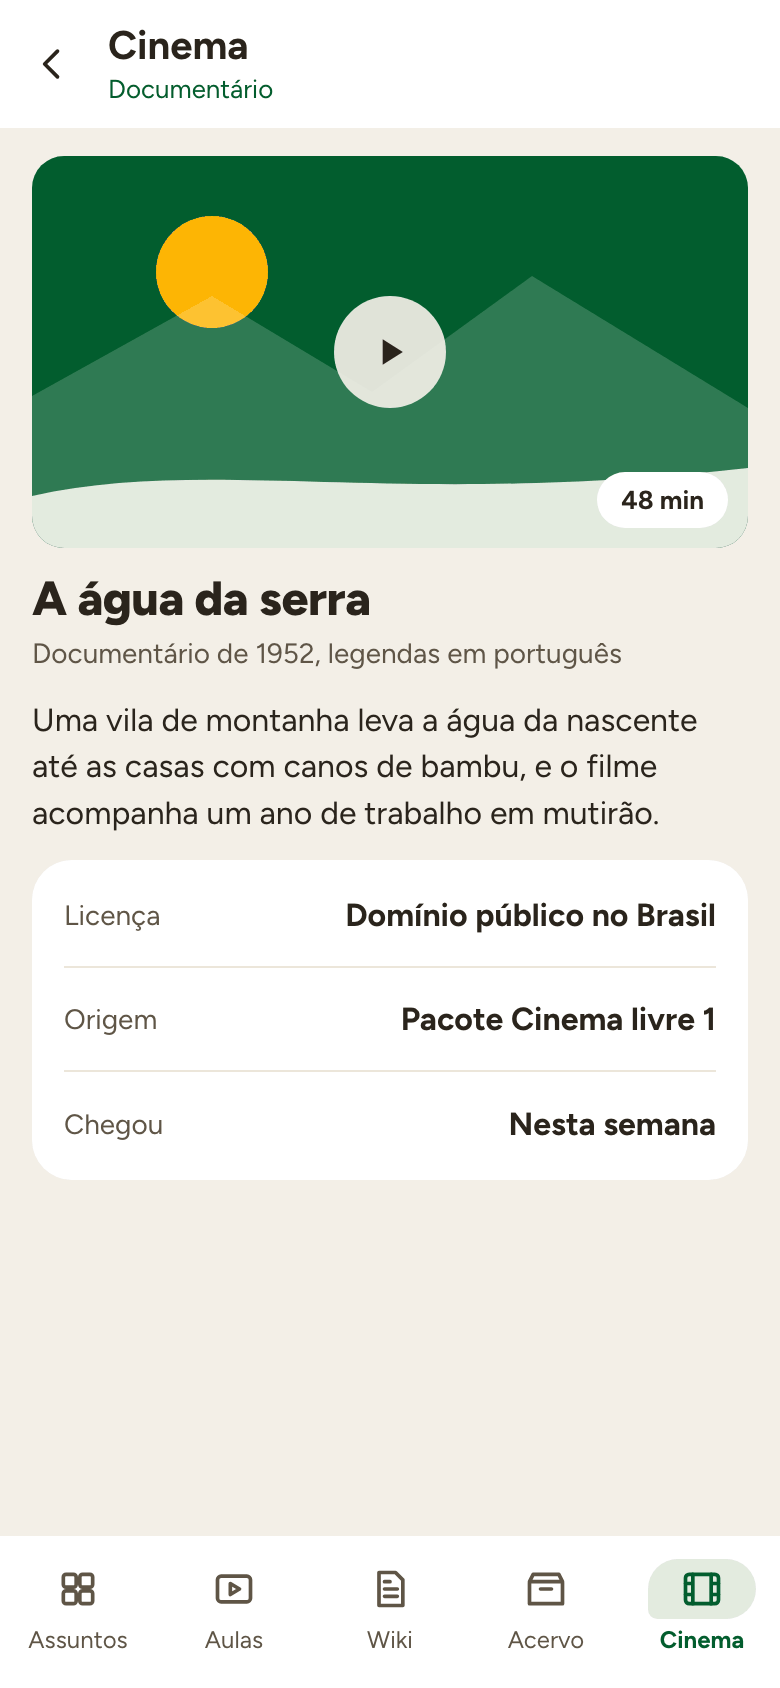 Cinema
Documentário
48 min
A água da serra
Documentário de 1952, legendas em português
Uma vila de montanha leva a água da nascente
até as casas com canos de bambu, e o filme
acompanha um ano de trabalho em mutirão.
Licença Domínio público no Brasil
Origem Pacote Cinema livre 1
Chegou Nesta semana
Assuntos Aulas Wiki Acervo Cinema